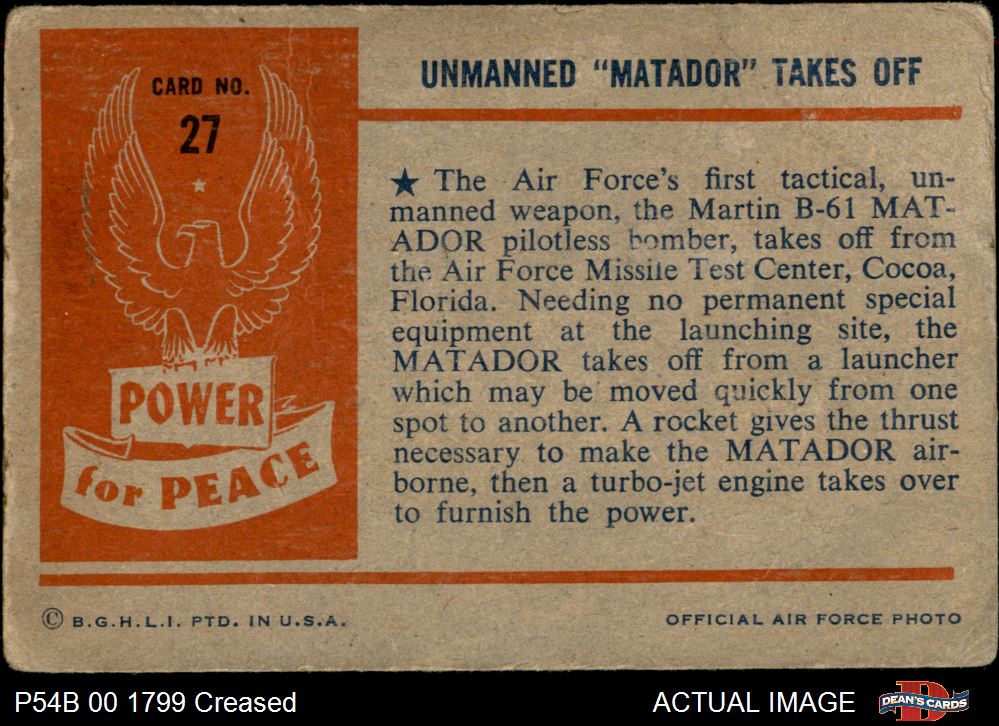 CARD NO.
27
POWER
for PEACE
UNMANNED “MATADOR” TAKES OFF
★ The Air Force's first tactical, un-
manned weapon, the Martin B-61 MAT-
ADOR pilotless bomber, takes off from
the Air Force Missile Test Center, Cocoa,
Florida. Needing no permanent special
equipment at the launching site, the
MATADOR takes off from a launcher
which may be moved quickly from one
spot to another. A rocket gives the thrust
necessary to make the MATADOR air-
borne, then a turbo-jet engine takes over
to furnish the power.
© B.G.H.L.I. PTD. IN U.S.A.
OFFICIAL AIR FORCE PHOTO
P54B 00 1799 Creased
ACTUAL IMAGE
D
DEAN'S CARDS